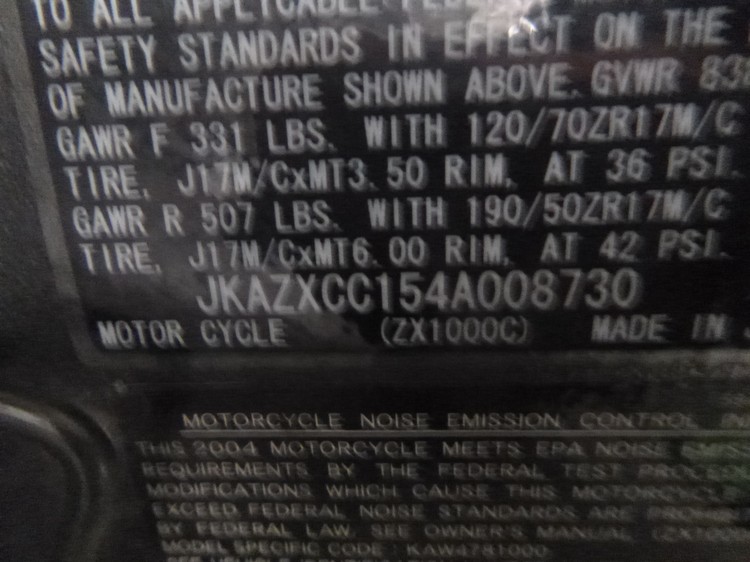 TO ALL APPLICABLE
SAFETY STANDARDS IN EFFECT ON THE
OF MANUFACTURE SHOWN ABOVE. GVWR
GAWR F 331 LBS. WITH 120/70ZR17M/C
TIRE, J17M/CxMT3.50 RIM, AT 36 PSI.
GAWR R 507 LBS. WITH 190/50ZR17M/C
TIRE, J17M/CxMT6.00 RIM, AT 42 PSI.
JKAZXCC154A008730
MOTOR CYCLE (ZX1000C) MADE IN
MOTORCYCLE NOISE EMISSION CONTROL
THIS 2004 MOTORCYCLE MEETS EPA NOISE
REQUIREMENTS BY THE FEDERAL TEST
MODIFICATIONS WHICH CAUSE THIS
EXCEED FEDERAL NOISE STANDARDS ARE
BY FEDERAL LAW. SEE OWNER'S MANUAL
MODEL SPECIFIC CODE : KAW4781000